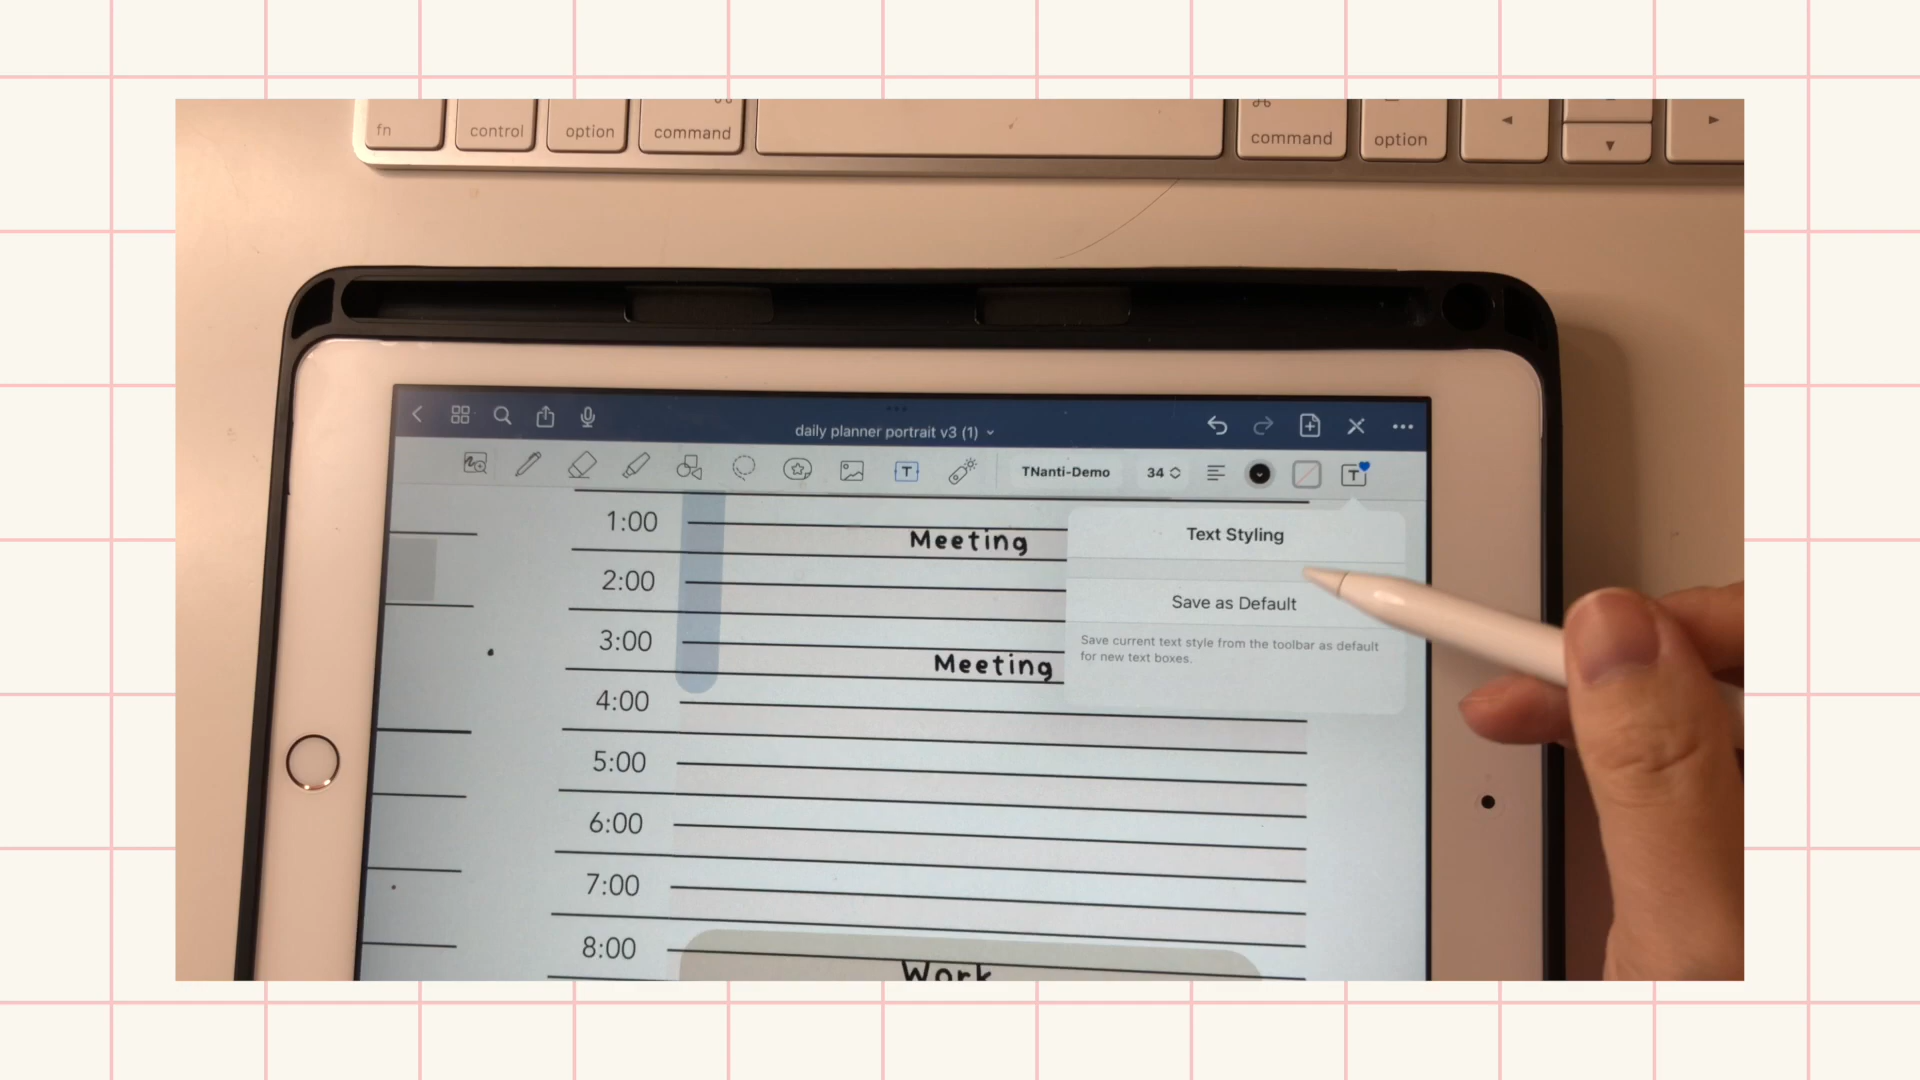 fn
control
option
command
command
option
daily planner portrait v3 (1)
TNanti-Demo
34
1:00
Meeting
Text Styling
2:00
Save as Default
3:00
Save current text style from the toolbar as default
for new text boxes.
Meeting
4:00
5:00
6:00
7:00
8:00
Work